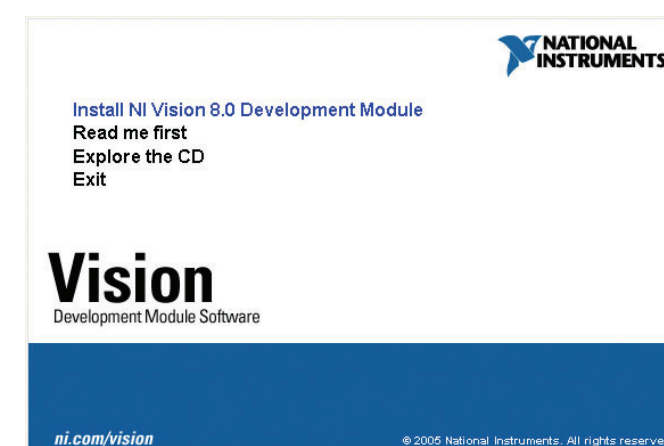 NATIONAL
INSTRUMENTS
Install NI Vision 8.0 Development Module
Read me first
Explore the CD
Exit
Vision
Development Module Software
ni.com/vision
© 2005 National Instruments. All rights reserve